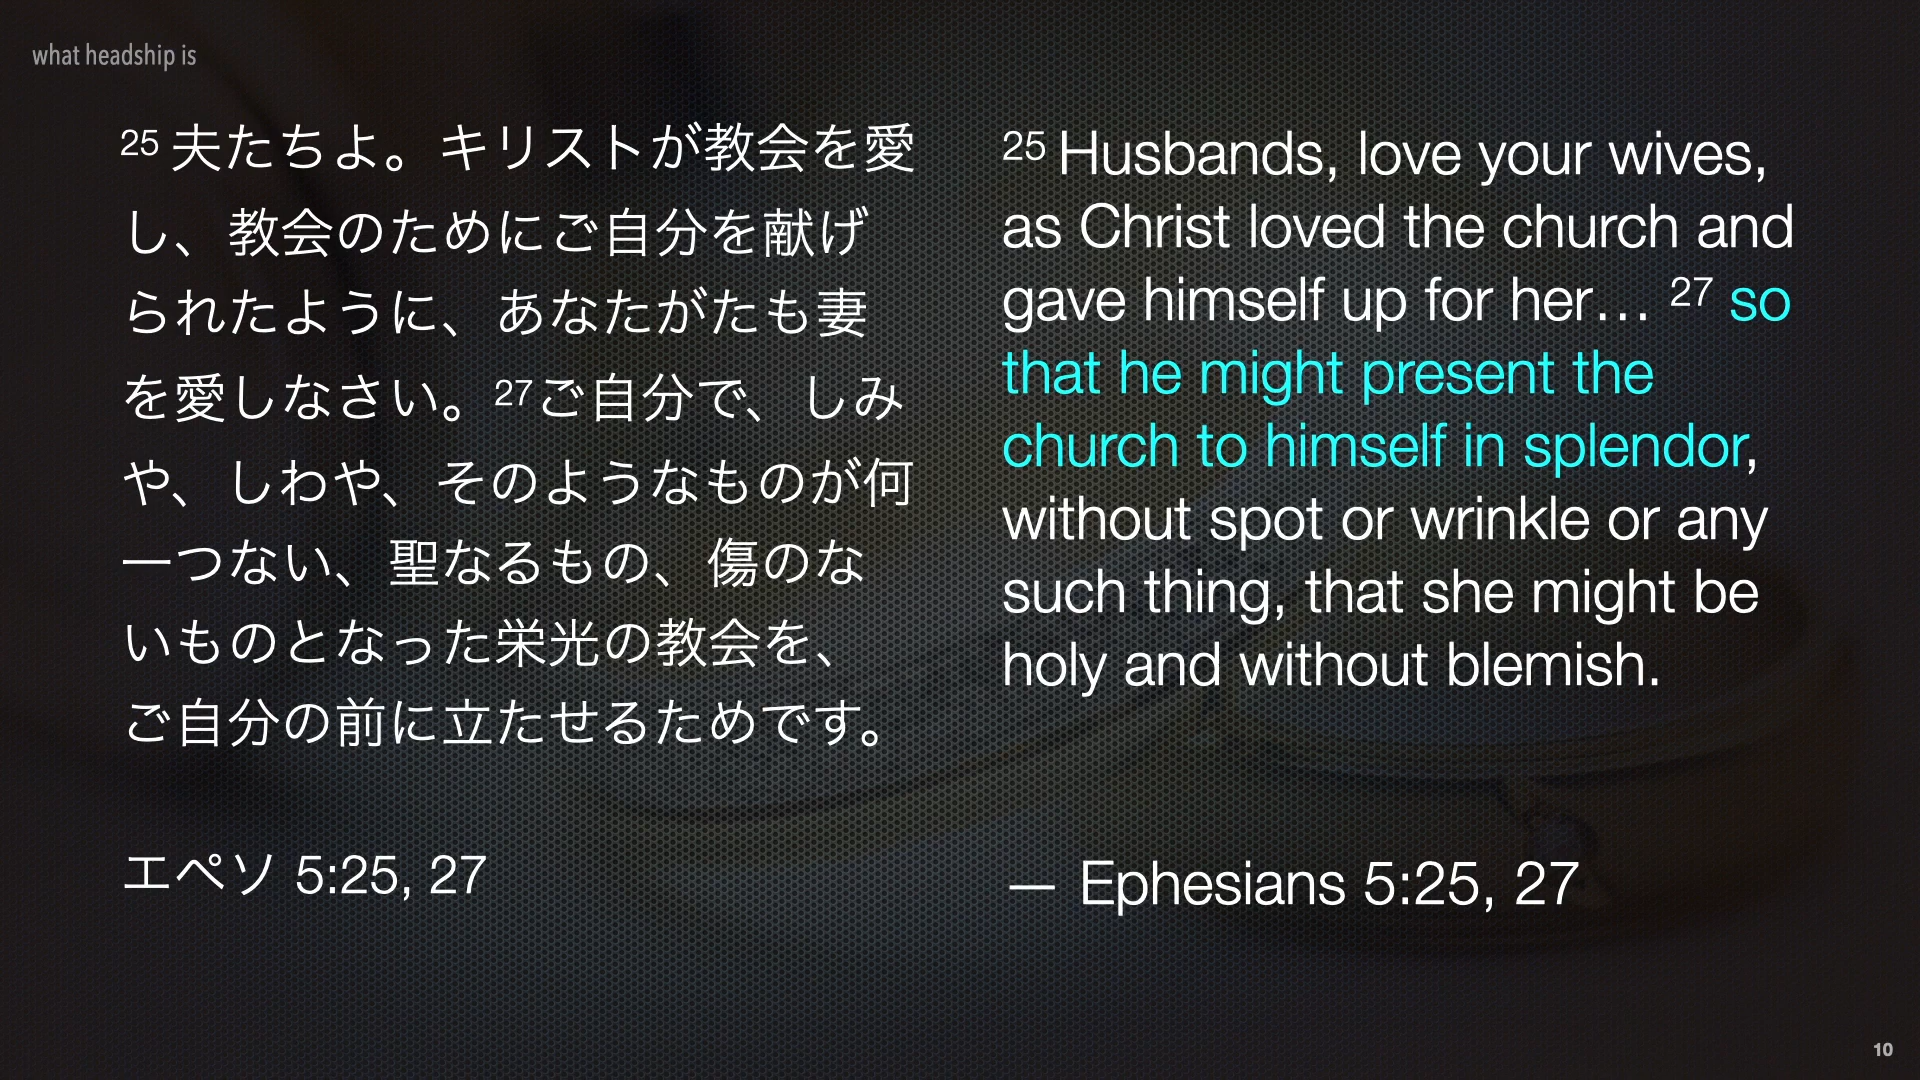 what headship is
25 夫たちよ。キリストが教会を愛
し、教会のためにご自分を献げ
られたように、あなたがたも妻
を愛しなさい。27ご自分で、しみ
や、しわや、そのようなものが何
一つない、聖なるもの、傷のな
いものとなった栄光の教会を、
ご自分の前に立たせるためです。
エペソ 5:25, 27
25 Husbands, love your wives,
as Christ loved the church and
gave himself up for her… 27 so
that he might present the
church to himself in splendor,
without spot or wrinkle or any
such thing, that she might be
holy and without blemish.
— Ephesians 5:25, 27
10